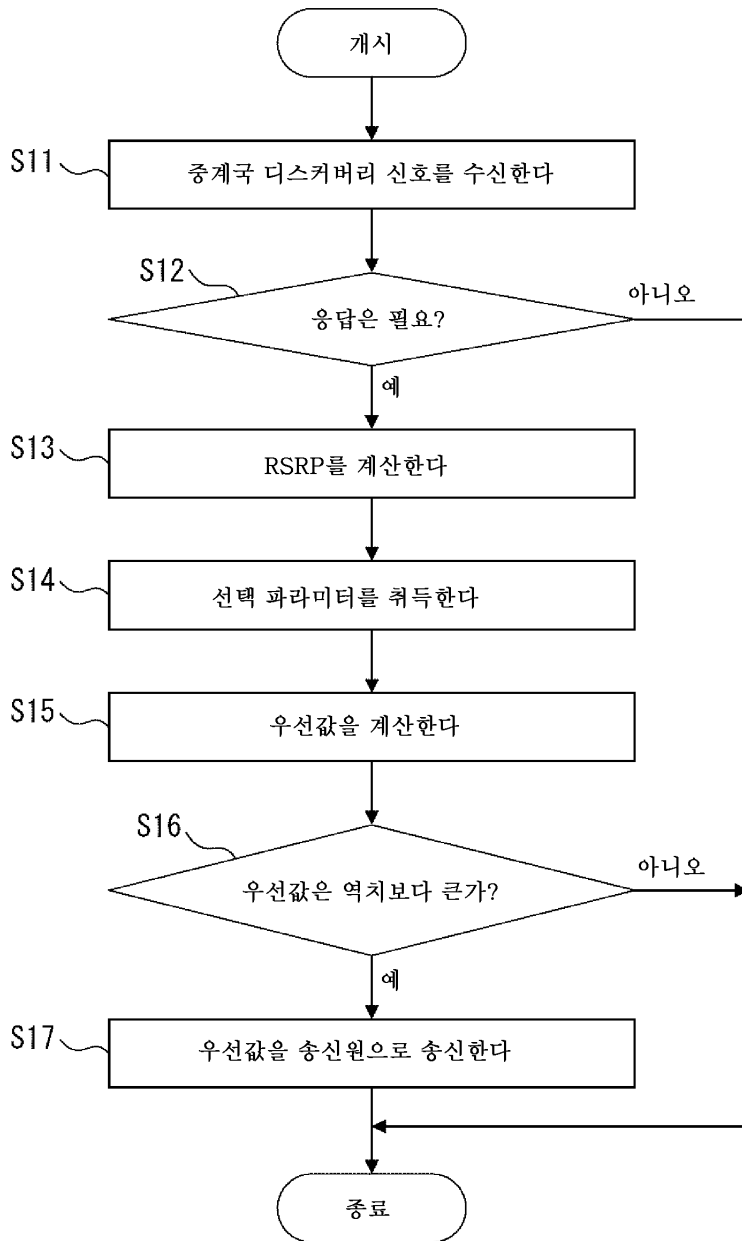 개시
S11
중계국 디스커버리 신호를 수신한다
S12
응답은 필요?
아니오
예
S13
RSRP를 계산한다
S14
선택 파라미터를 취득한다
S15
우선값을 계산한다
S16
우선값은 역치보다 큰가?
아니오
예
S17
우선값을 송신원으로 송신한다
종료